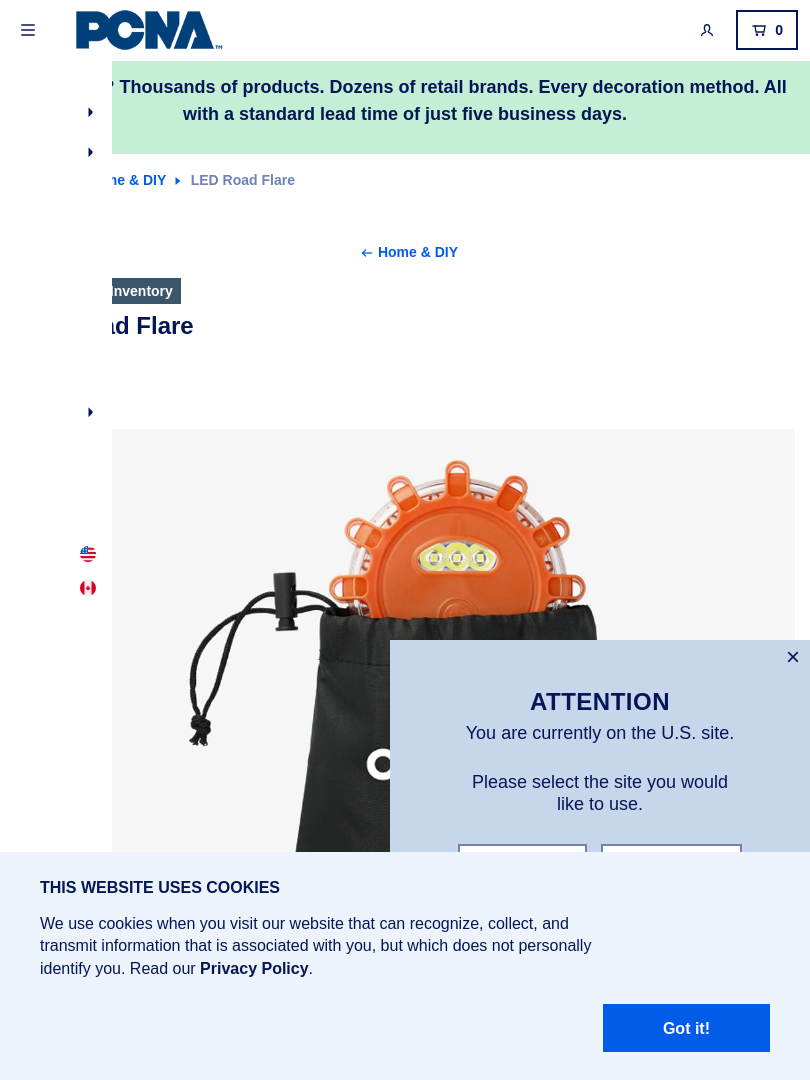 PCNA™
0
? Thousands of products. Dozens of retail brands. Every decoration method. All
with a standard lead time of just five business days.
& DIY
LED Road Flare
Home & DIY
Inventory
Flare
ATTENTION
You are currently on the U.S. site.
Please select the site you would
like to use.
THIS WEBSITE USES COOKIES
We use cookies when you visit our website that can recognize, collect, and
transmit information that is associated with you, but which does not personally
identify you. Read our Privacy Policy.
Got it!